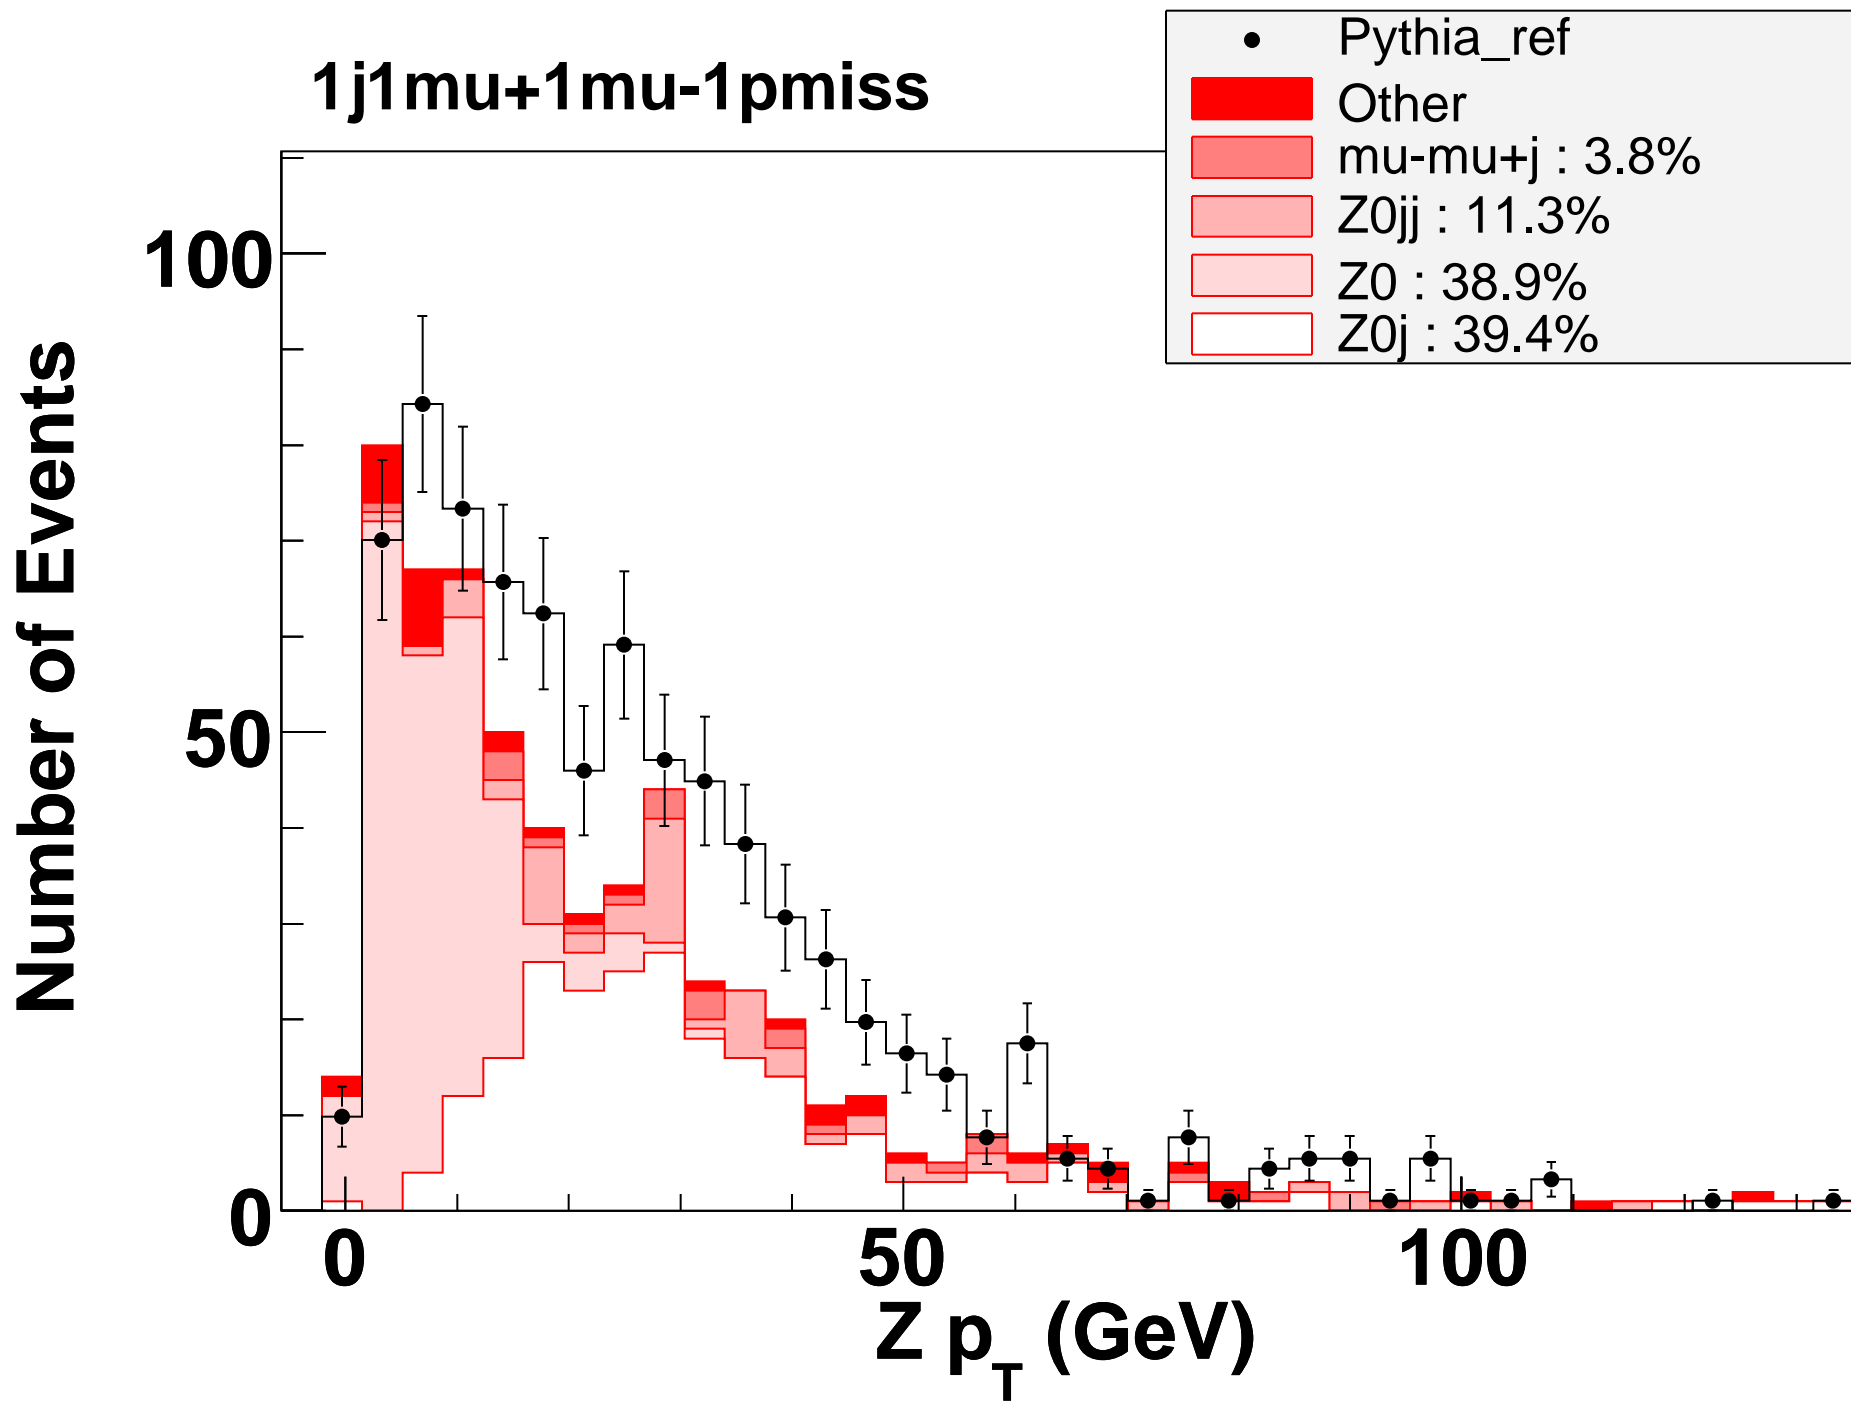 1j1mu+1mu-1pmiss
Pythia_ref
Other
mu-mu+j : 3.8%
Z0jj : 11.3%
Z0 : 38.9%
Z0j : 39.4%
Number of Events
100
50
0
0 50 100
Z p_T (GeV)